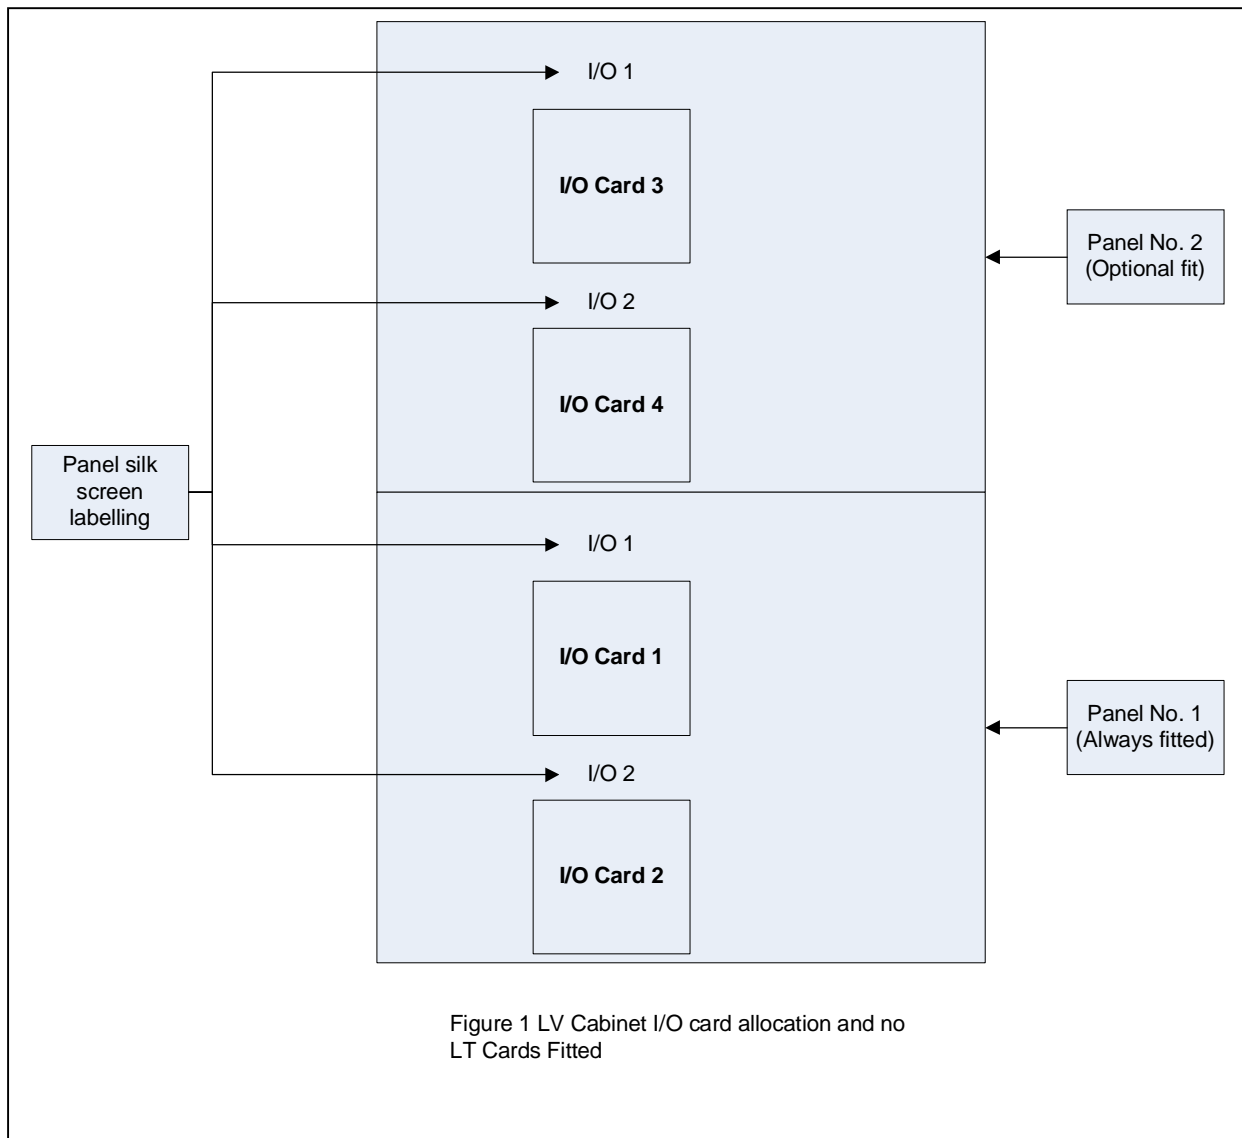 I/O 1
I/O Card 3
Panel No. 2
(Optional fit)
I/O 2
I/O Card 4
Panel silk
screen
labelling
I/O 1
I/O Card 1
Panel No. 1
(Always fitted)
I/O 2
I/O Card 2
Figure 1 LV Cabinet I/O card allocation and no
LT Cards Fitted